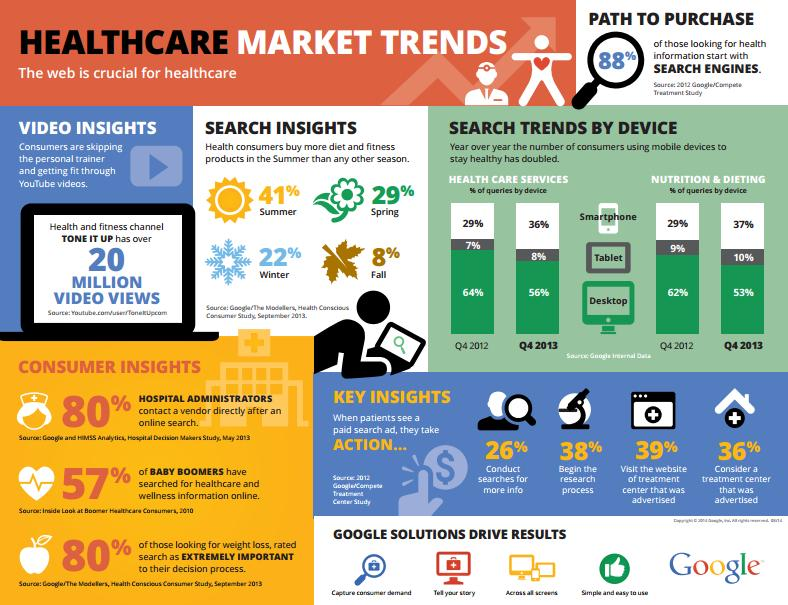 HEALTHCARE MARKET TRENDS
The web is crucial for healthcare
PATH TO PURCHASE
88%
of those looking for health
information start with
SEARCH ENGINES.
Source: 2012 Google/Compete
Treatment Study
VIDEO INSIGHTS
Consumers are skipping
the personal trainer
and getting fit through
YouTube videos.
Health and fitness channel
TONE IT UP has over
20
MILLION
VIDEO VIEWS
Source: Youtube.com/user/ToneItUpcom
SEARCH INSIGHTS
Health consumers buy more diet and fitness
products in the Summer than any other season.
41%
Summer
29%
Spring
22%
Winter
8%
Fall
Source: Google/The Modellers, Health Conscious
Consumer Study, September 2013.
SEARCH TRENDS BY DEVICE
Year over year the number of consumers using mobile devices to
stay healthy has doubled.
HEALTH CARE SERVICES
% of queries by device
29%
7%
64%
Q4 2012
36%
8%
56%
Q4 2013
Smartphone
Tablet
Desktop
NUTRITION & DIETING
% of queries by device
29%
9%
62%
Q4 2012
37%
10%
53%
Q4 2013
Source: Google Internal Data
CONSUMER INSIGHTS
80%
HOSPITAL ADMINISTRATORS
contact a vendor directly after an
online search.
Source: Google and HIMSS Analytics, Hospital Decision Makers Study, May 2013
57%
of BABY BOOMERS have
searched for healthcare and
wellness information online.
Source: Inside Look at Boomer Healthcare Consumers, 2010
80%
of those looking for weight loss, rated
search as EXTREMELY IMPORTANT
to their decision process.
Source: Google/The Modellers, Health Conscious Consumer Study, September 2013
KEY INSIGHTS
When patients see a
paid search ad, they take
ACTION...
Source: 2012
Google/Compete
Treatment
Center Study
$
26%
Conduct
searches for
more info
38%
Begin the
research
process
39%
Visit the website
of treatment
center that was
advertised
36%
Consider a
treatment center
that was
advertised
Copyright © 2014 Google, Inc. All rights reserved. 08/14
GOOGLE SOLUTIONS DRIVE RESULTS
Capture consumer demand
Tell your story
Across all screens
Simple and easy to use
Google